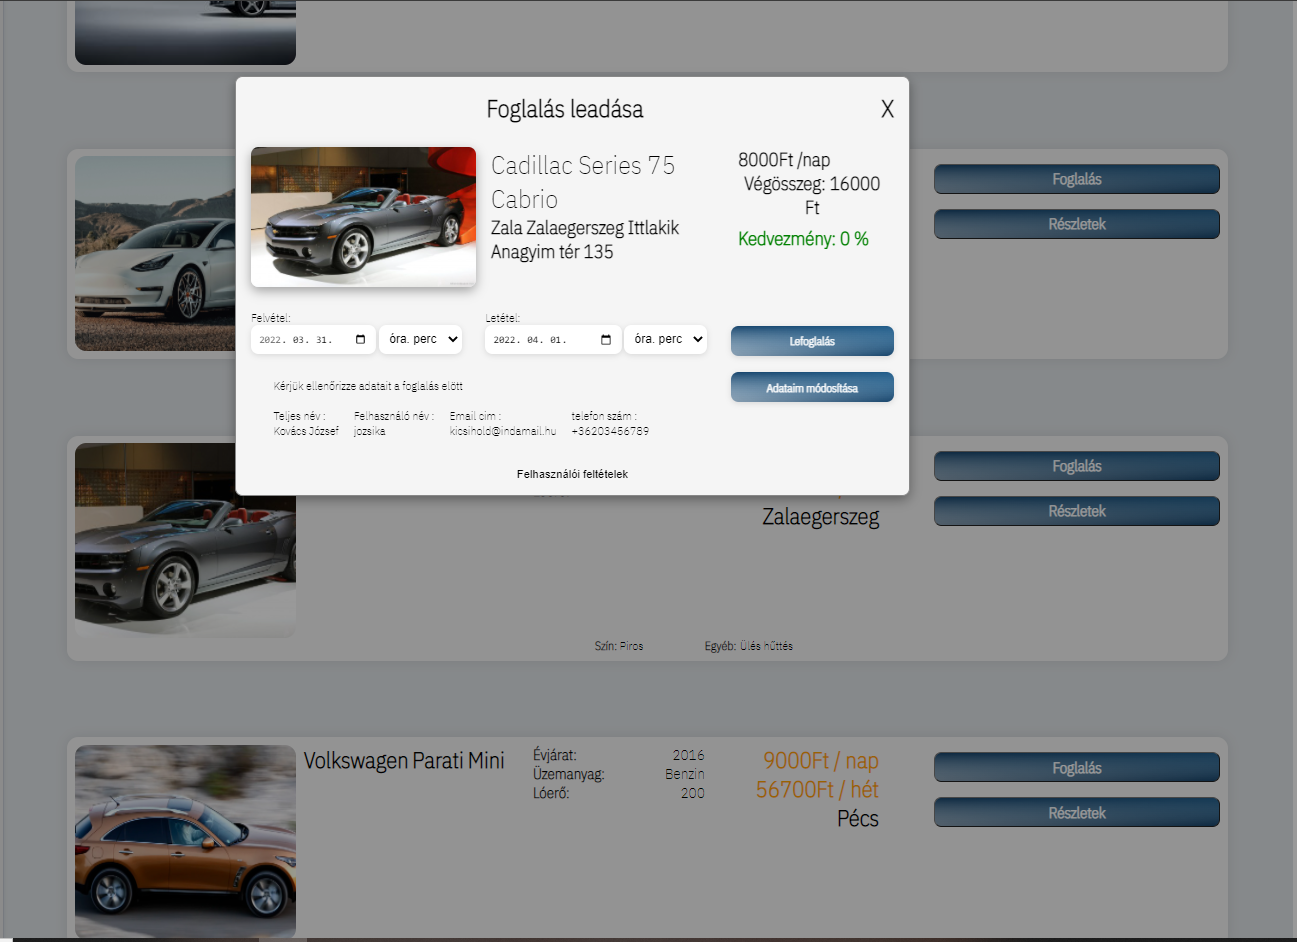 Foglalás leadása
X
Cadillac Series 75
Cabrio
Zala Zalaegerszeg Ittlakik
Anagyim tér 135
8000Ft /nap
Végösszeg: 16000
Ft
Kedvezmény: 0 %
Felvétel:
2022. 03. 31.
óra. perc
Letétel:
2022. 04. 01.
óra. perc
Lefoglalás
Adataim módosítása
Kérjük ellenőrizze adatait a foglalás elött
Teljes név :
Kovács József
Felhasználó név :
jozsika
Email cim :
kicsihold@indamail.hu
telefon szám :
+36203456789
Felhasználói feltételek
Foglalás
Részletek
Foglalás
Részletek
Zalaegerszeg
Szín: Piros
Egyéb: Ülés hűttés
Volkswagen Parati Mini
Évjárat: 2016
Üzemanyag: Benzin
Lóerő: 200
9000Ft / nap
56700Ft / hét
Pécs
Foglalás
Részletek